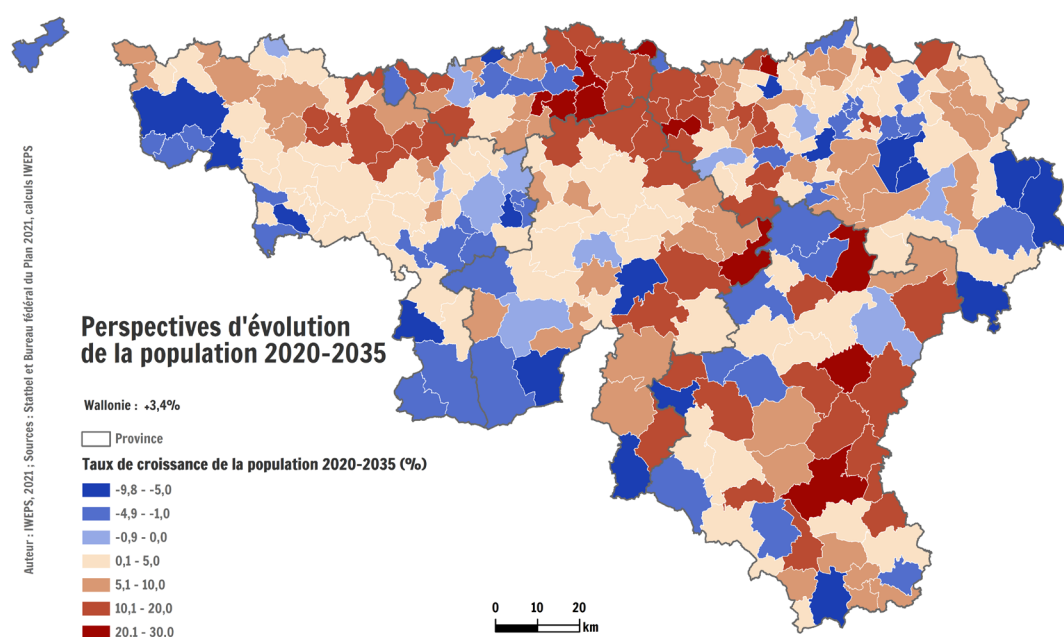 Perspectives d'évolution
de la population 2020-2035
Wallonie : +3,4%
Province
Taux de croissance de la population 2020-2035 (%)
-9,8 - -5,0
-4,9 - -1,0
-0,9 - 0,0
0,1 - 5,0
5,1 - 10,0
10,1 - 20,0
20,1 - 30,0
0 10 20
km
Auteur : IWEPS, 2021 ; Sources : Statbel et Bureau fédéral du Plan 2021, calculs IWEPS